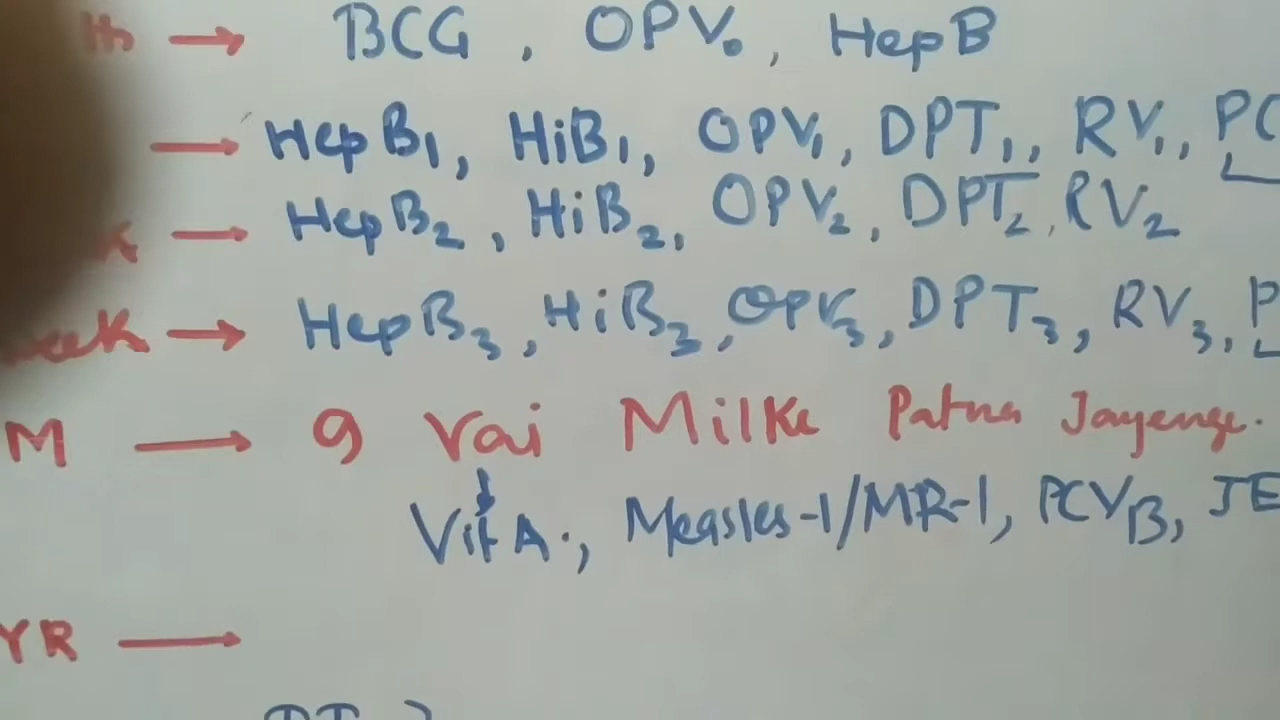 → BCG, OPV0, HepB
→ HepB1, HiB1, OPV1, DPT1, RV1, PC
→ HepB2, HiB2, OPV2, DPT2, RV2
→ HepB3, HiB3, OPV3, DPT3, RV3, P
M → 9 Vai Milke Patna Jayenge.
↓
Vit A., Measles-1/MR-1, PCVB, JE
YR →